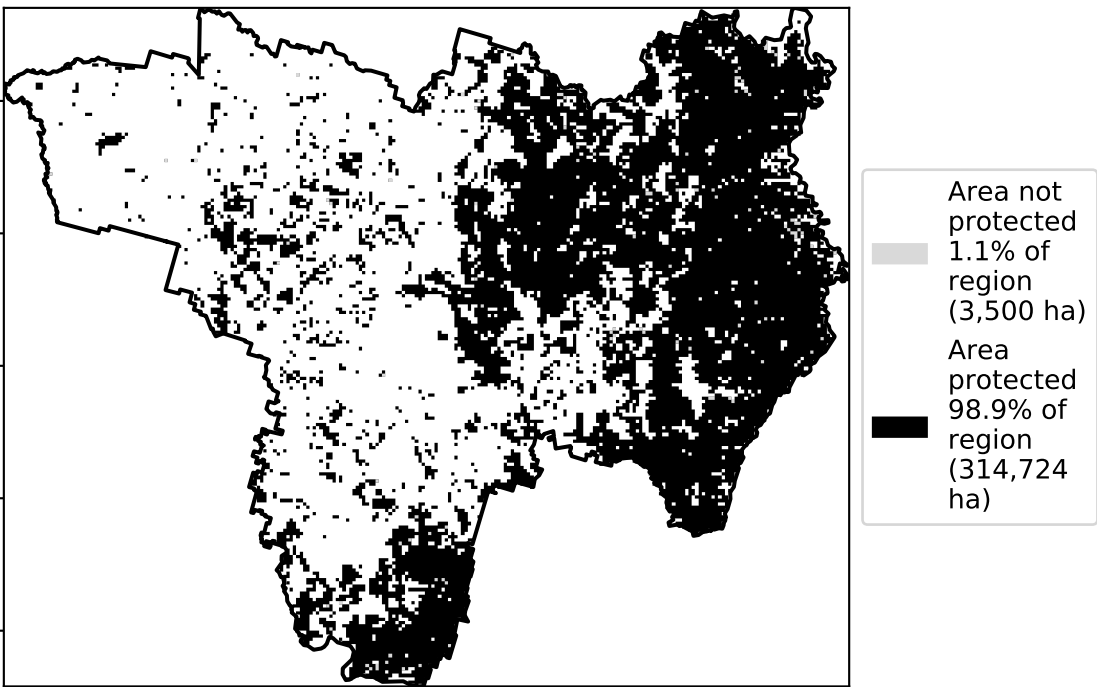 Area not
protected
1.1% of
region
(3,500 ha)
Area
protected
98.9% of
region
(314,724
ha)